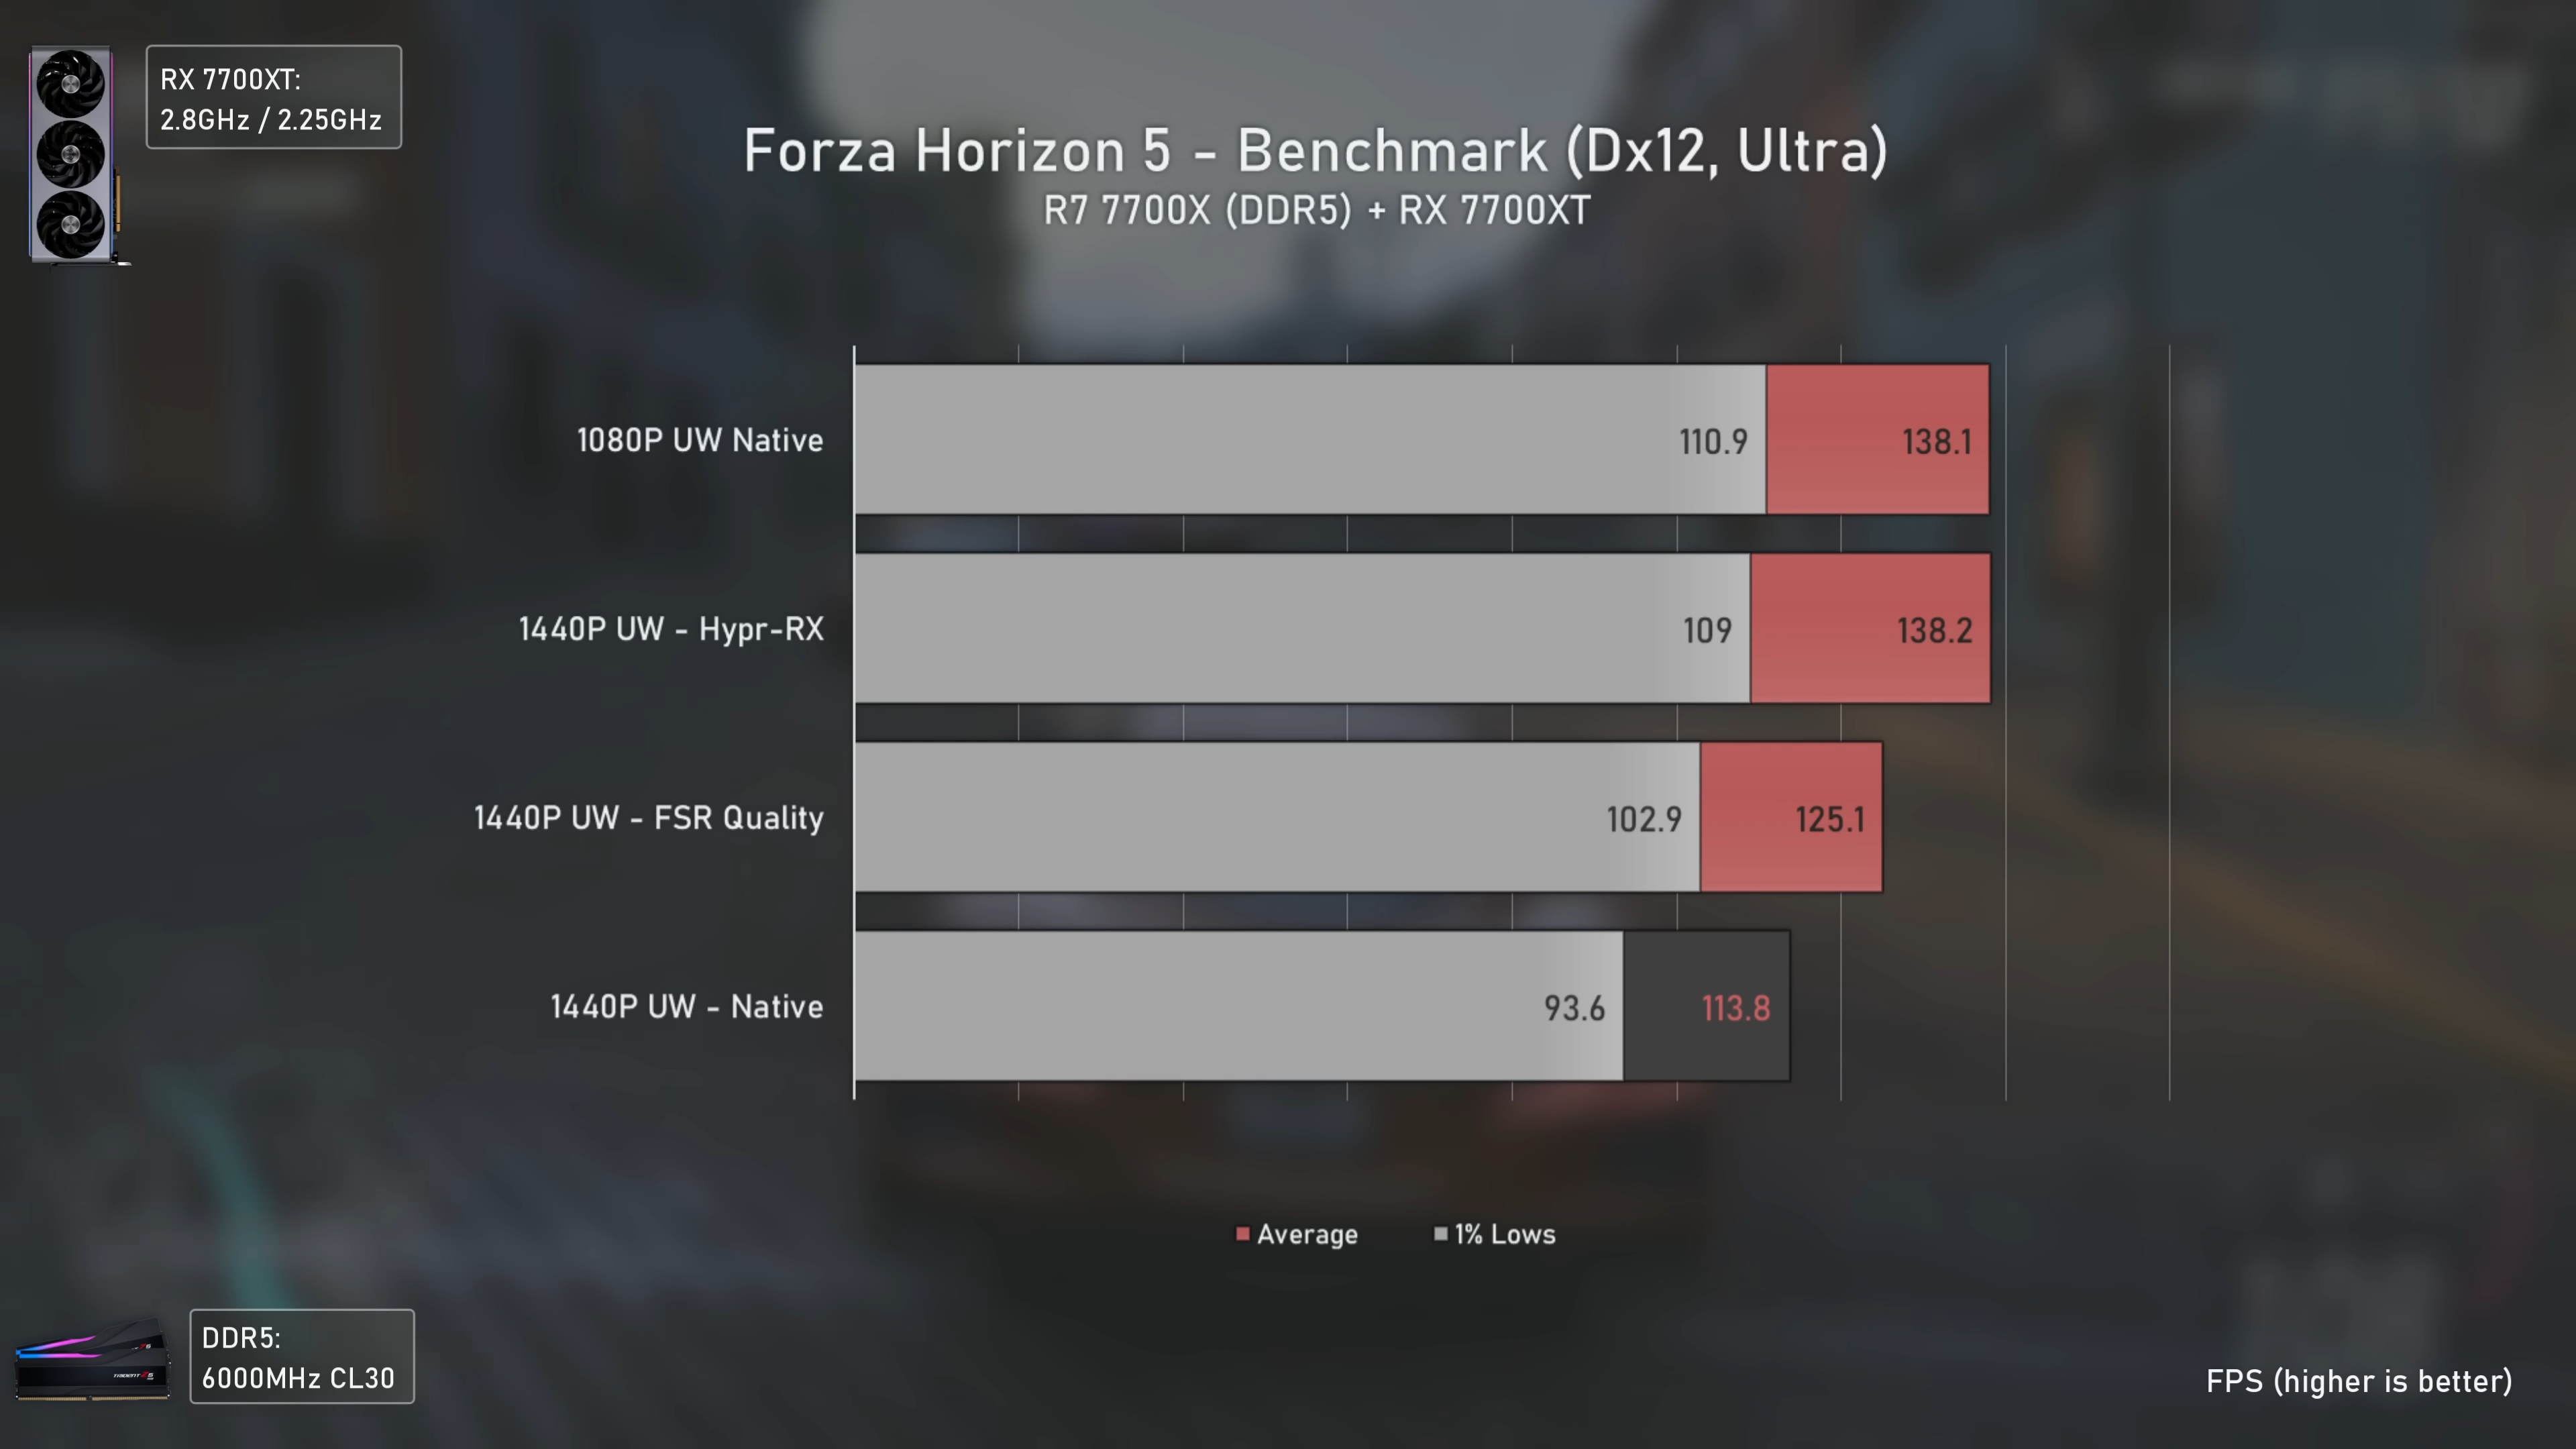 RX 7700XT:
2.8GHz / 2.25GHz
Forza Horizon 5 - Benchmark (Dx12, Ultra)
R7 7700X (DDR5) + RX 7700XT
1080P UW Native
110.9
138.1
1440P UW - Hypr-RX
109
138.2
1440P UW - FSR Quality
102.9
125.1
1440P UW - Native
93.6
113.8
Average
1% Lows
DDR5:
6000MHz CL30
TRIDENT Z5
FPS (higher is better)